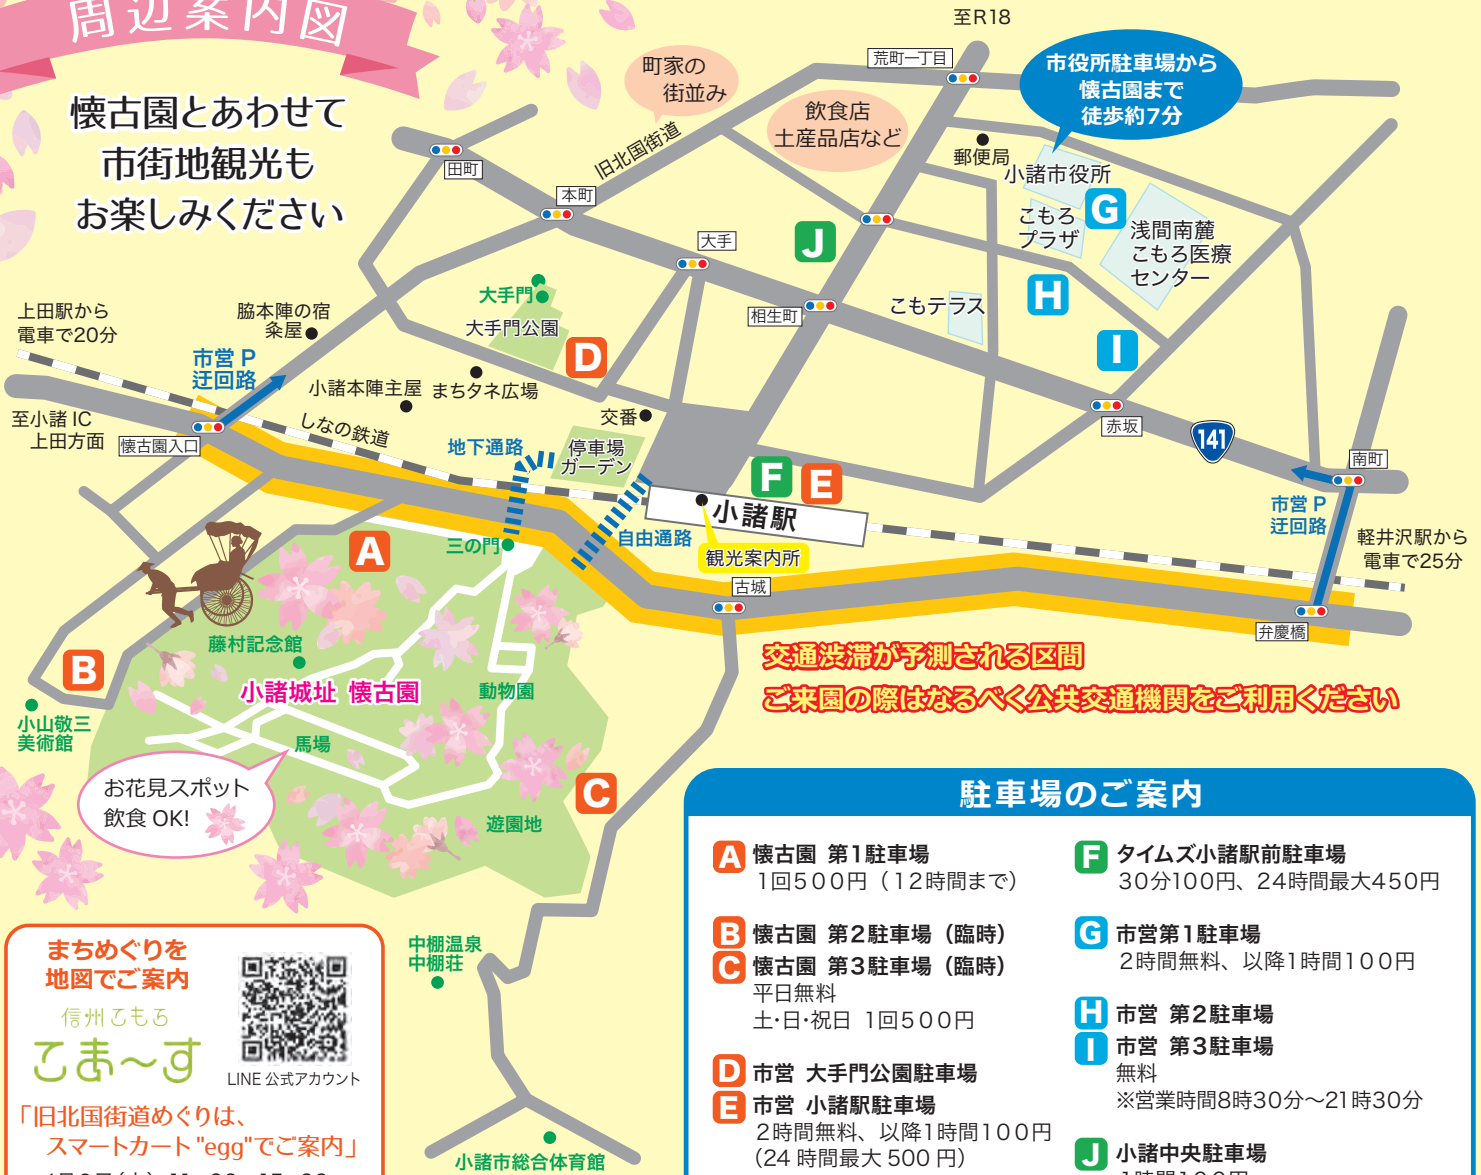 周辺案内図
懐古園とあわせて
市街地観光も
お楽しみください
至R18
荒町一丁目
町家の
街並み
飲食店
土産品店など
市役所駐車場から
懐古園まで
徒歩約7分
旧北国街道
田町
本町
大手
郵便局
小諸市役所
こもろ
プラザ
G
浅間南麓
こもろ医療
センター
J
H
I
こもテラス
相生町
大手門
大手門公園
D
上田駅から
電車で20分
脇本陣の宿
粂屋
市営 P
迂回路
小諸本陣主屋
まちタネ広場
交番
至小諸 IC
上田方面
懐古園入口
しなの鉄道
地下通路
停車場
ガーデン
赤坂
141
南町
F
E
小諸駅
自由通路
観光案内所
市営 P
迂回路
軽井沢駅から
電車で25分
A
三の門
古城
弁慶橋
藤村記念館
B
小諸城址 懐古園
動物園
小山敬三
美術館
馬場
交通渋滞が予測される区間
ご来園の際はなるべく公共交通機関をご利用ください
お花見スポット
飲食 OK!
C
遊園地
中棚温泉
中棚荘
小諸市総合体育館
まちめぐりを
地図でご案内
信州こもろ
こま〜す
LINE 公式アカウント
「旧北国街道めぐりは、
スマートカート "egg"でご案内」
駐車場のご案内
A 懐古園 第1駐車場
1回500円（12時間まで）
B 懐古園 第2駐車場（臨時）
C 懐古園 第3駐車場（臨時）
平日無料
土・日・祝日 1回500円
D 市営 大手門公園駐車場
E 市営 小諸駅駐車場
2時間無料、以降1時間100円
（24 時間最大 500 円）
F タイムズ小諸駅前駐車場
30分100円、24時間最大450円
G 市営第1駐車場
2時間無料、以降1時間100円
H 市営 第2駐車場
I 市営 第3駐車場
無料
※営業時間8時30分〜21時30分
J 小諸中央駐車場